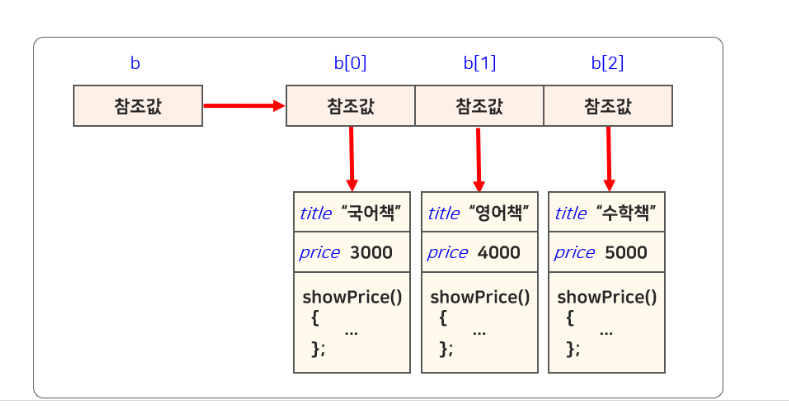 b b[0] b[1] b[2]
참조값 참조값 참조값 참조값
title "국어책" title "영어책" title "수학책"
price 3000 price 4000 price 5000
showPrice() showPrice() showPrice()
{ { {
... ... ...
}; }; };